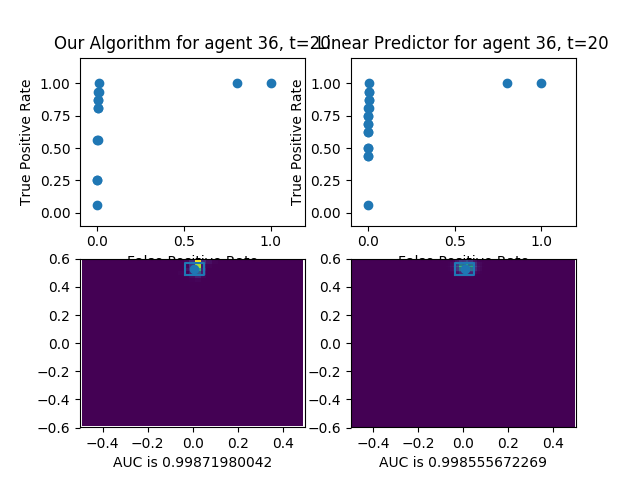 Our Algorithm for agent 36, t=20
Linear Predictor for agent 36, t=20
True Positive Rate
1.00
0.75
0.50
0.25
0.00
0.0 0.5 1.0
False Positive Rate
True Positive Rate
1.00
0.75
0.50
0.25
0.00
0.0 0.5 1.0
False Positive Rate
0.6
0.4
0.2
0.0
−0.2
−0.4
−0.6
−0.4 −0.2 0.0 0.2 0.4
AUC is 0.99871980042
0.6
0.4
0.2
0.0
−0.2
−0.4
−0.6
−0.4 −0.2 0.0 0.2 0.4
AUC is 0.998555672269